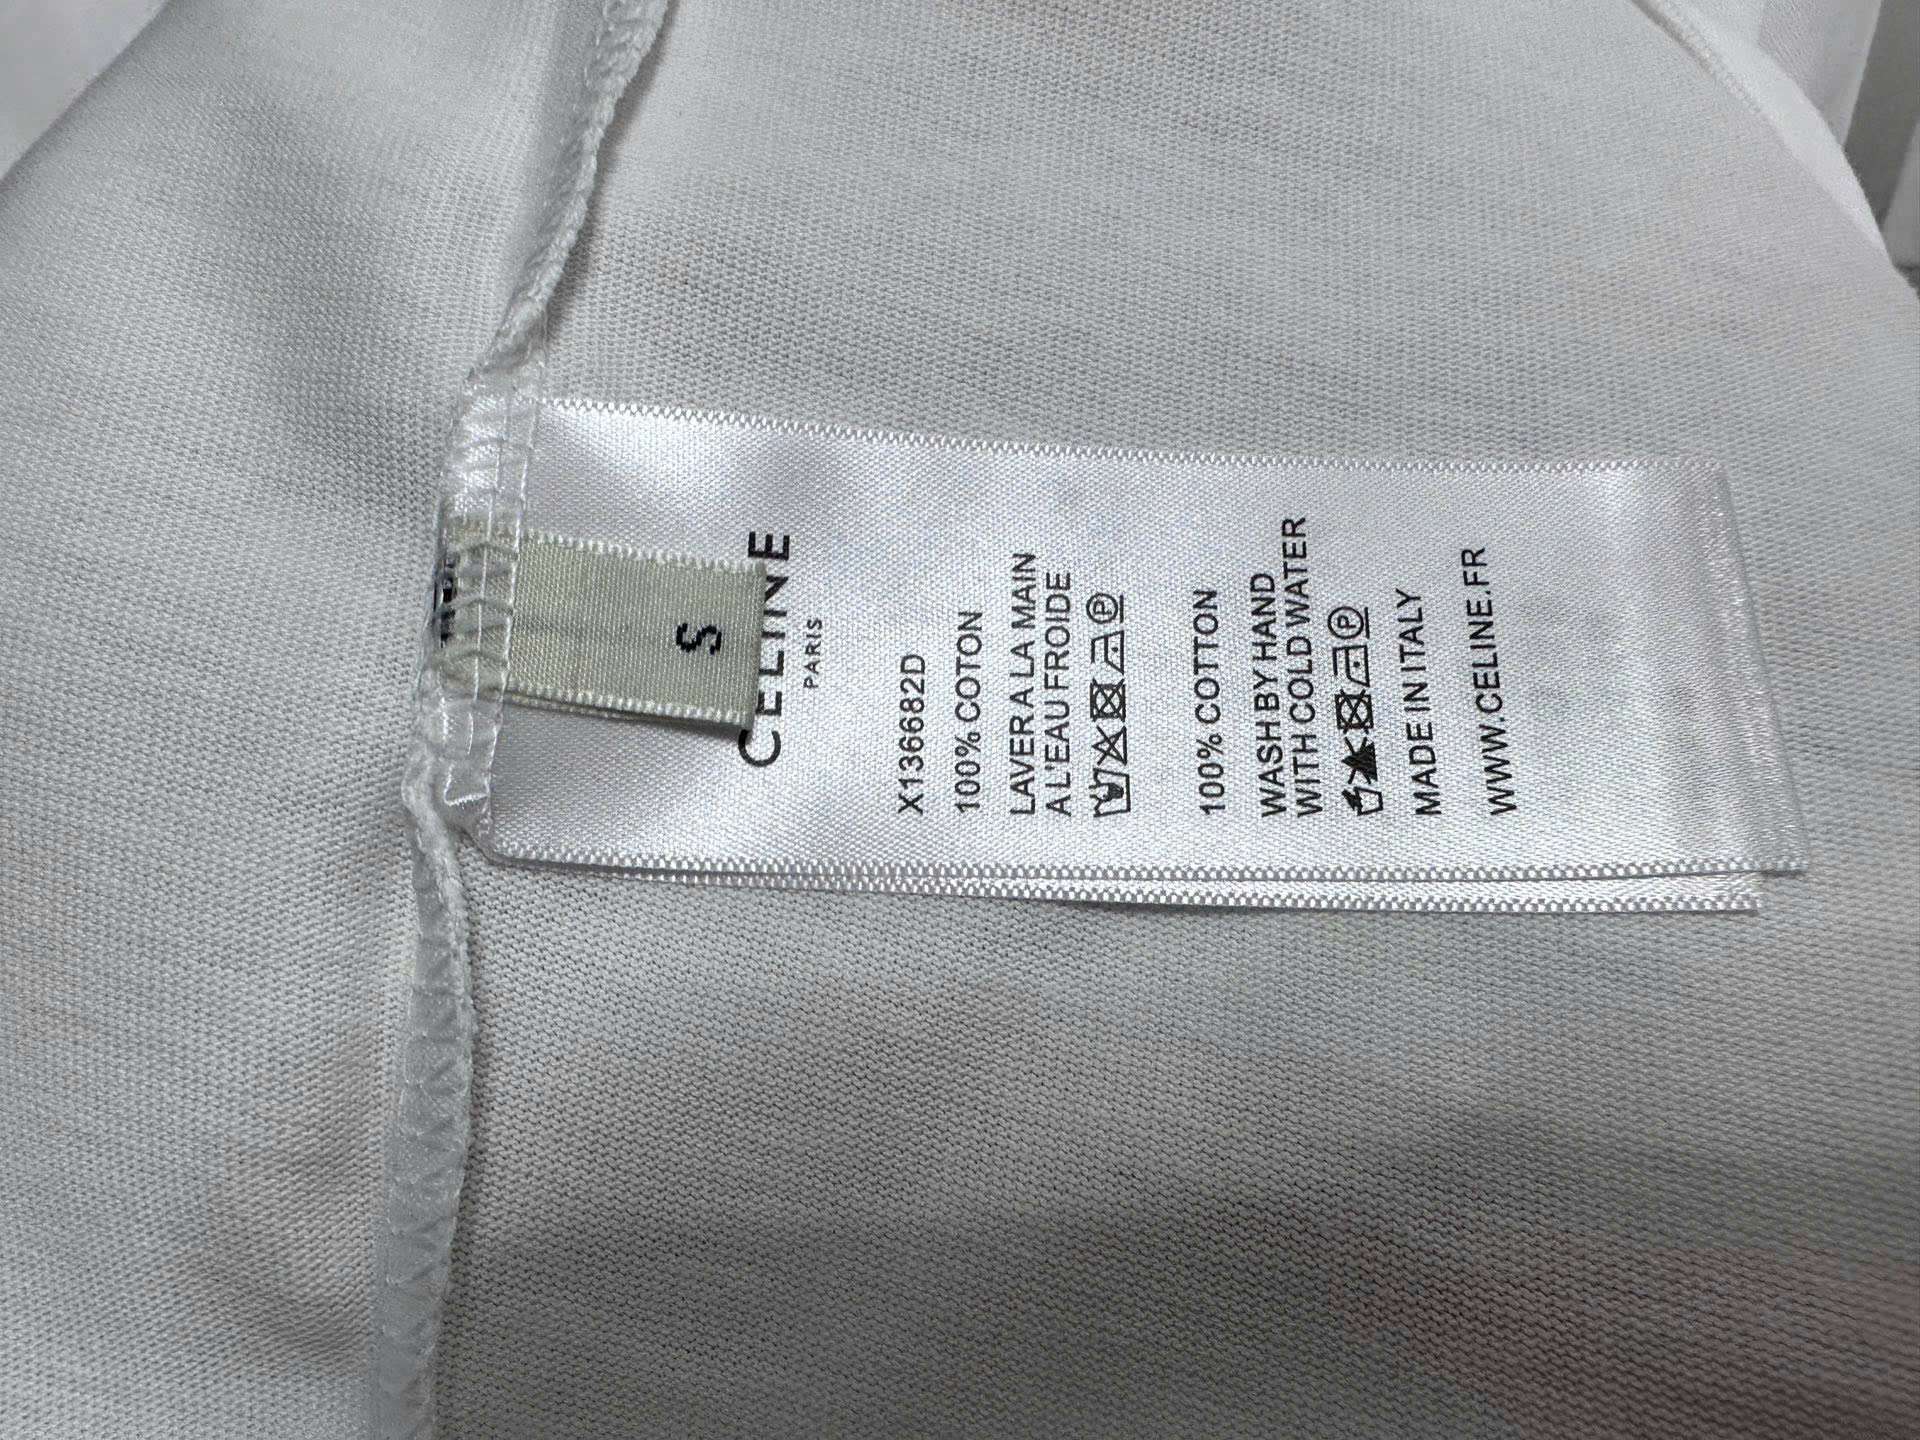 S
CELINE
PARIS
X136682D
100% COTON
LAVER A LA MAIN
A L'EAU FROIDE
P
100% COTTON
WASH BY HAND
WITH COLD WATER
P
MADE IN ITALY
WWW.CELINE.FR